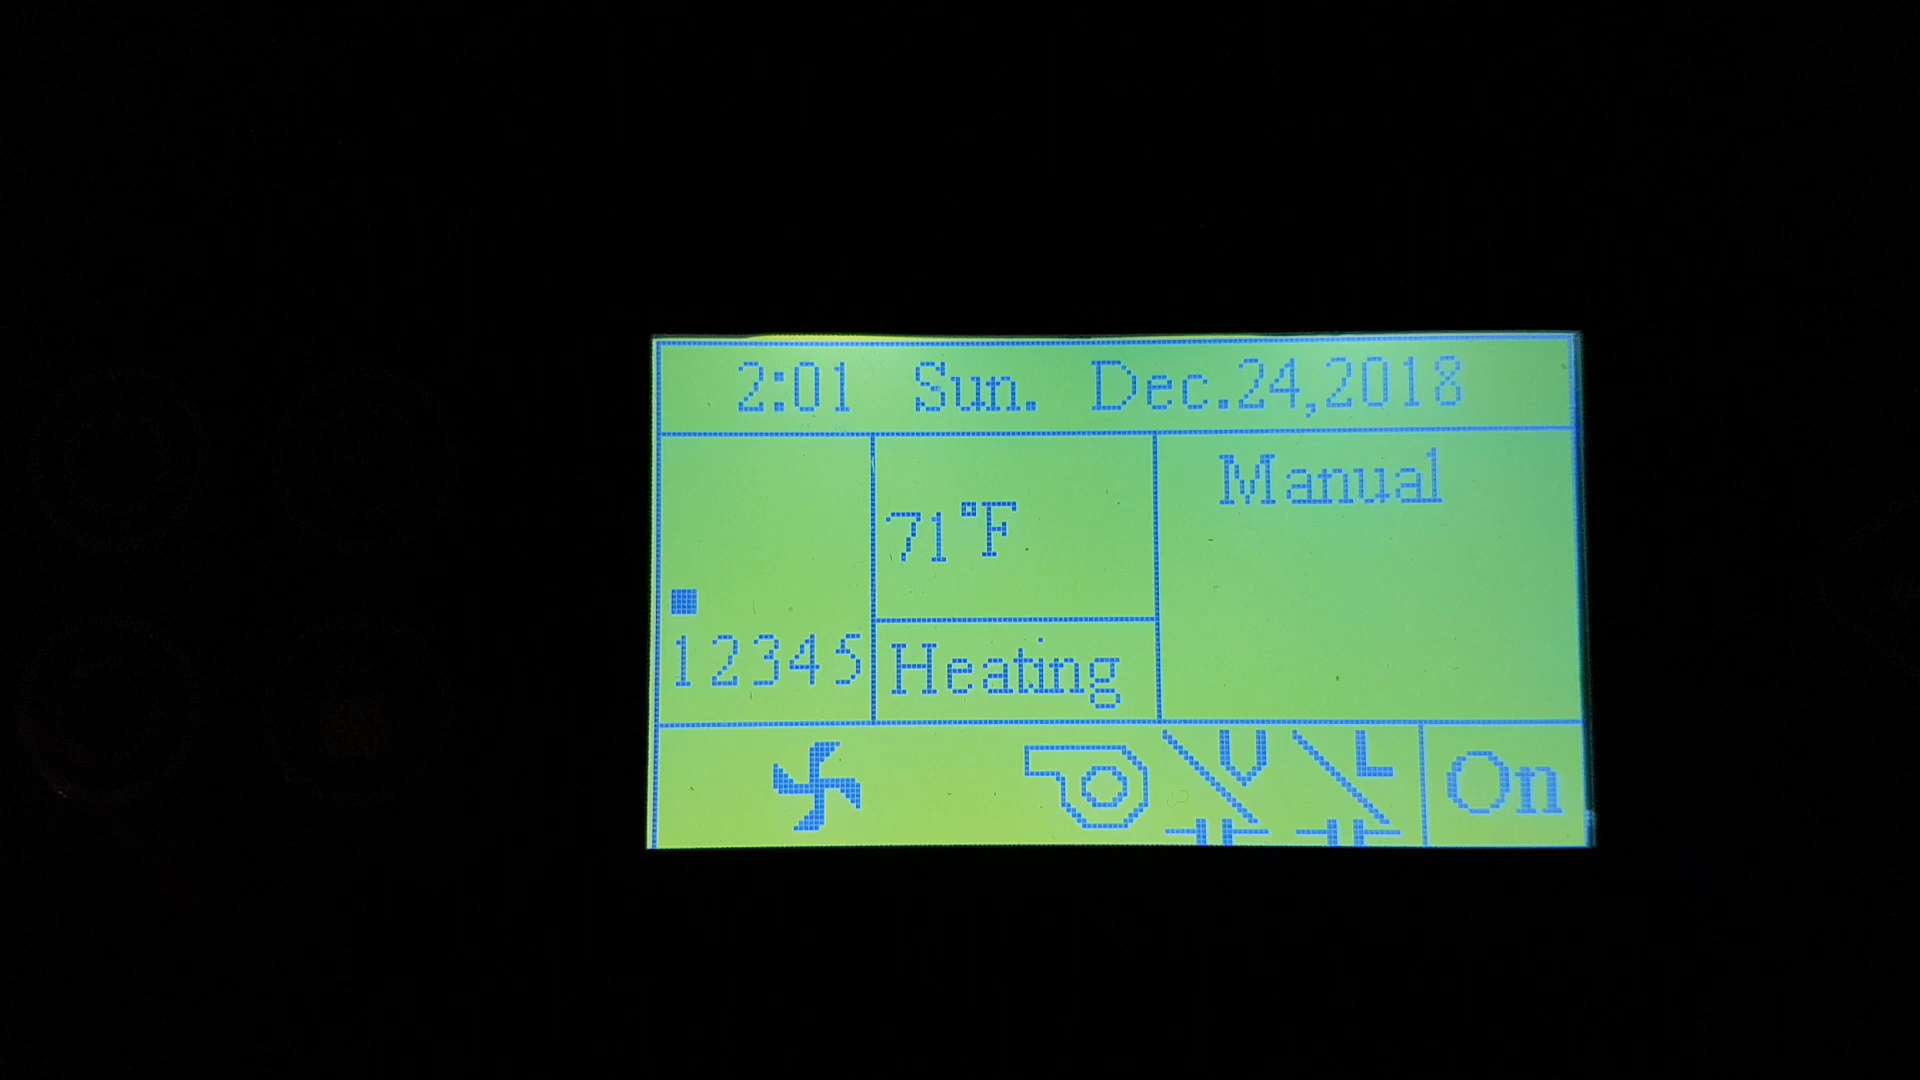 2:01 Sun. Dec.24,2018
Manual
71°F
12345
Heating
V L
On